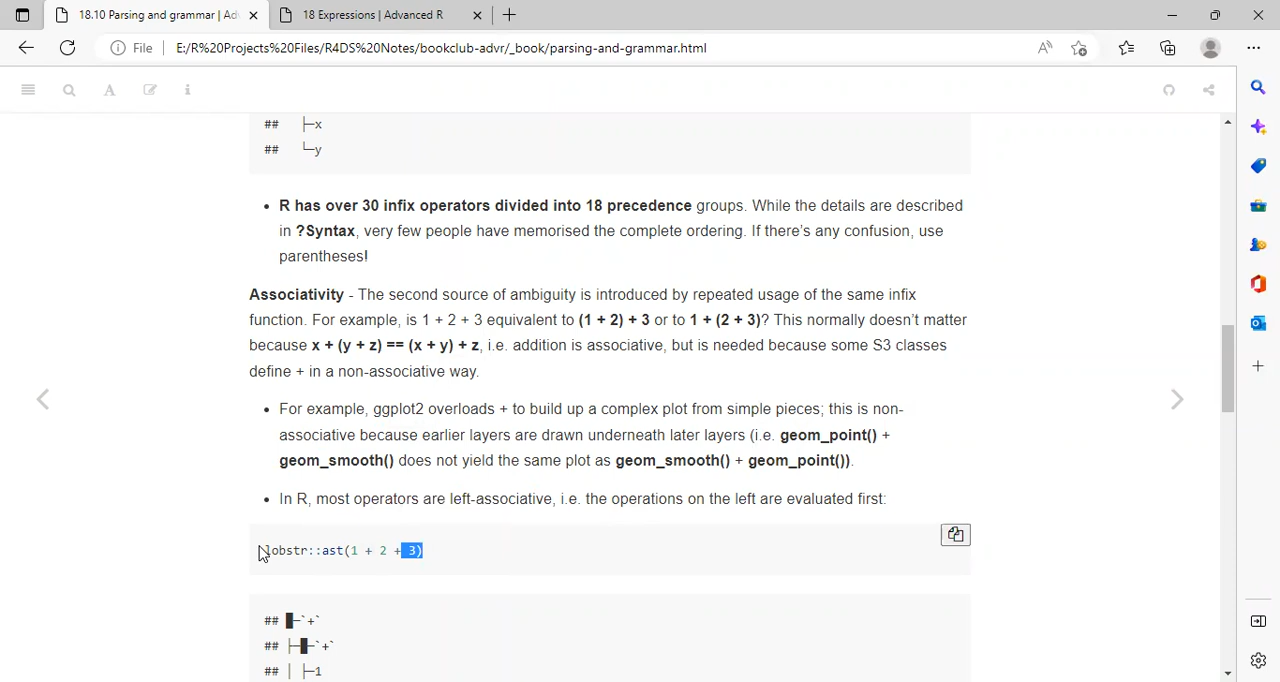 18.10 Parsing and grammar | Ad
18 Expressions | Advanced R
File
E:/R%20Projects%20Files/R4DS%20Notes/bookclub-advr/_book/parsing-and-grammar.html
## ├─x
## └─y
• R has over 30 infix operators divided into 18 precedence groups. While the details are described
in ?Syntax, very few people have memorised the complete ordering. If there’s any confusion, use
parentheses!
Associativity - The second source of ambiguity is introduced by repeated usage of the same infix
function. For example, is 1 + 2 + 3 equivalent to (1 + 2) + 3 or to 1 + (2 + 3)? This normally doesn’t matter
because x + (y + z) == (x + y) + z, i.e. addition is associative, but is needed because some S3 classes
define + in a non-associative way.
• For example, ggplot2 overloads + to build up a complex plot from simple pieces; this is non-
associative because earlier layers are drawn underneath later layers (i.e. geom_point() +
geom_smooth() does not yield the same plot as geom_smooth() + geom_point()).
• In R, most operators are left-associative, i.e. the operations on the left are evaluated first:
lobstr::ast(1 + 2 + 3)
## █─`+`
## ├─█─`+`
## │ ├─1